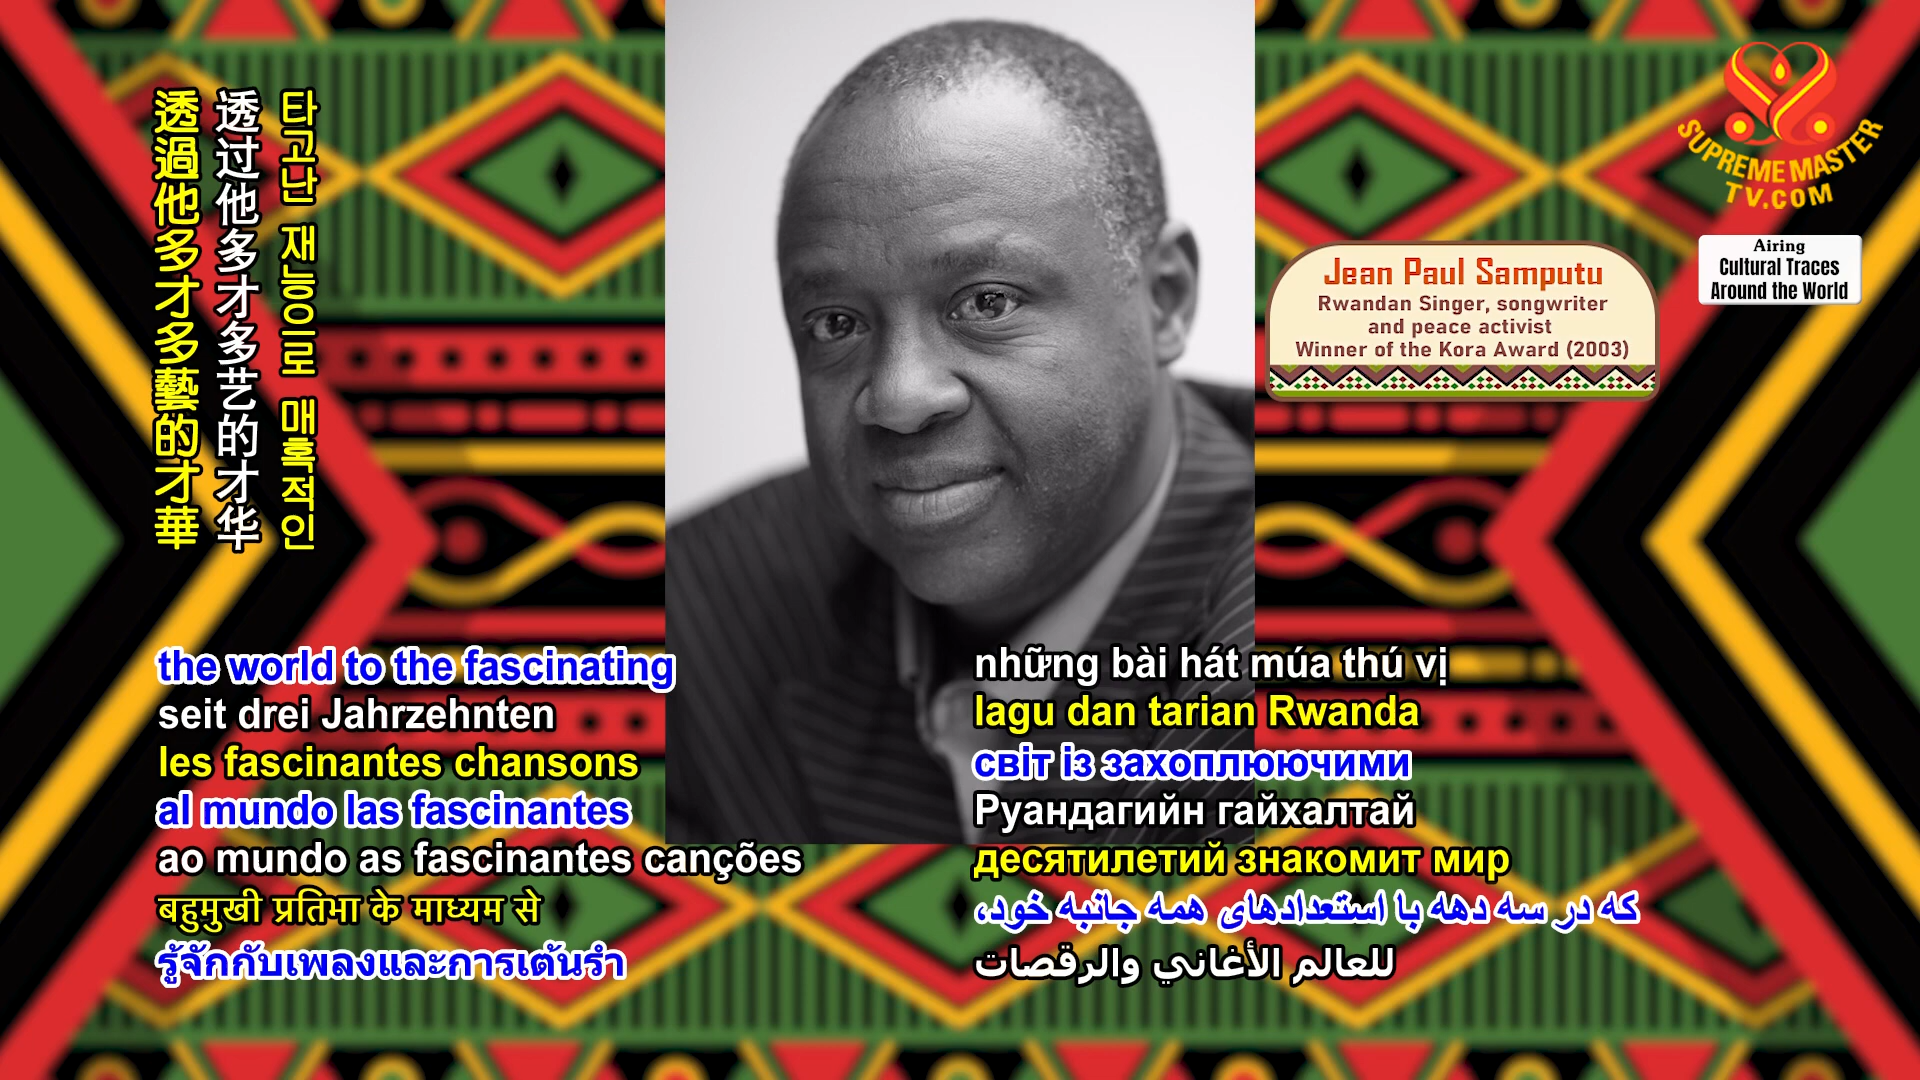 透過他多才多藝的才華
透过他多才多艺的才华
타고난 재능으로 매혹적인
SUPREME MASTER
TV.COM
Airing
Cultural Traces
Around the World
Jean Paul Samputu
Rwandan Singer, songwriter
and peace activist
Winner of the Kora Award (2003)
the world to the fascinating
seit drei Jahrzehnten
les fascinantes chansons
al mundo las fascinantes
ao mundo as fascinantes canções
बहुमुखी प्रतिभा के माध्यम से
รู้จักกับเพลงและการเต้นรำ
những bài hát múa thú vị
lagu dan tarian Rwanda
світ із захоплюючими
Руандагийн гайхалтай
десятилетий знакомит мир
که در سه دهه با استعدادهای همه جانبه خود،
للعالم الأغاني والرقصات